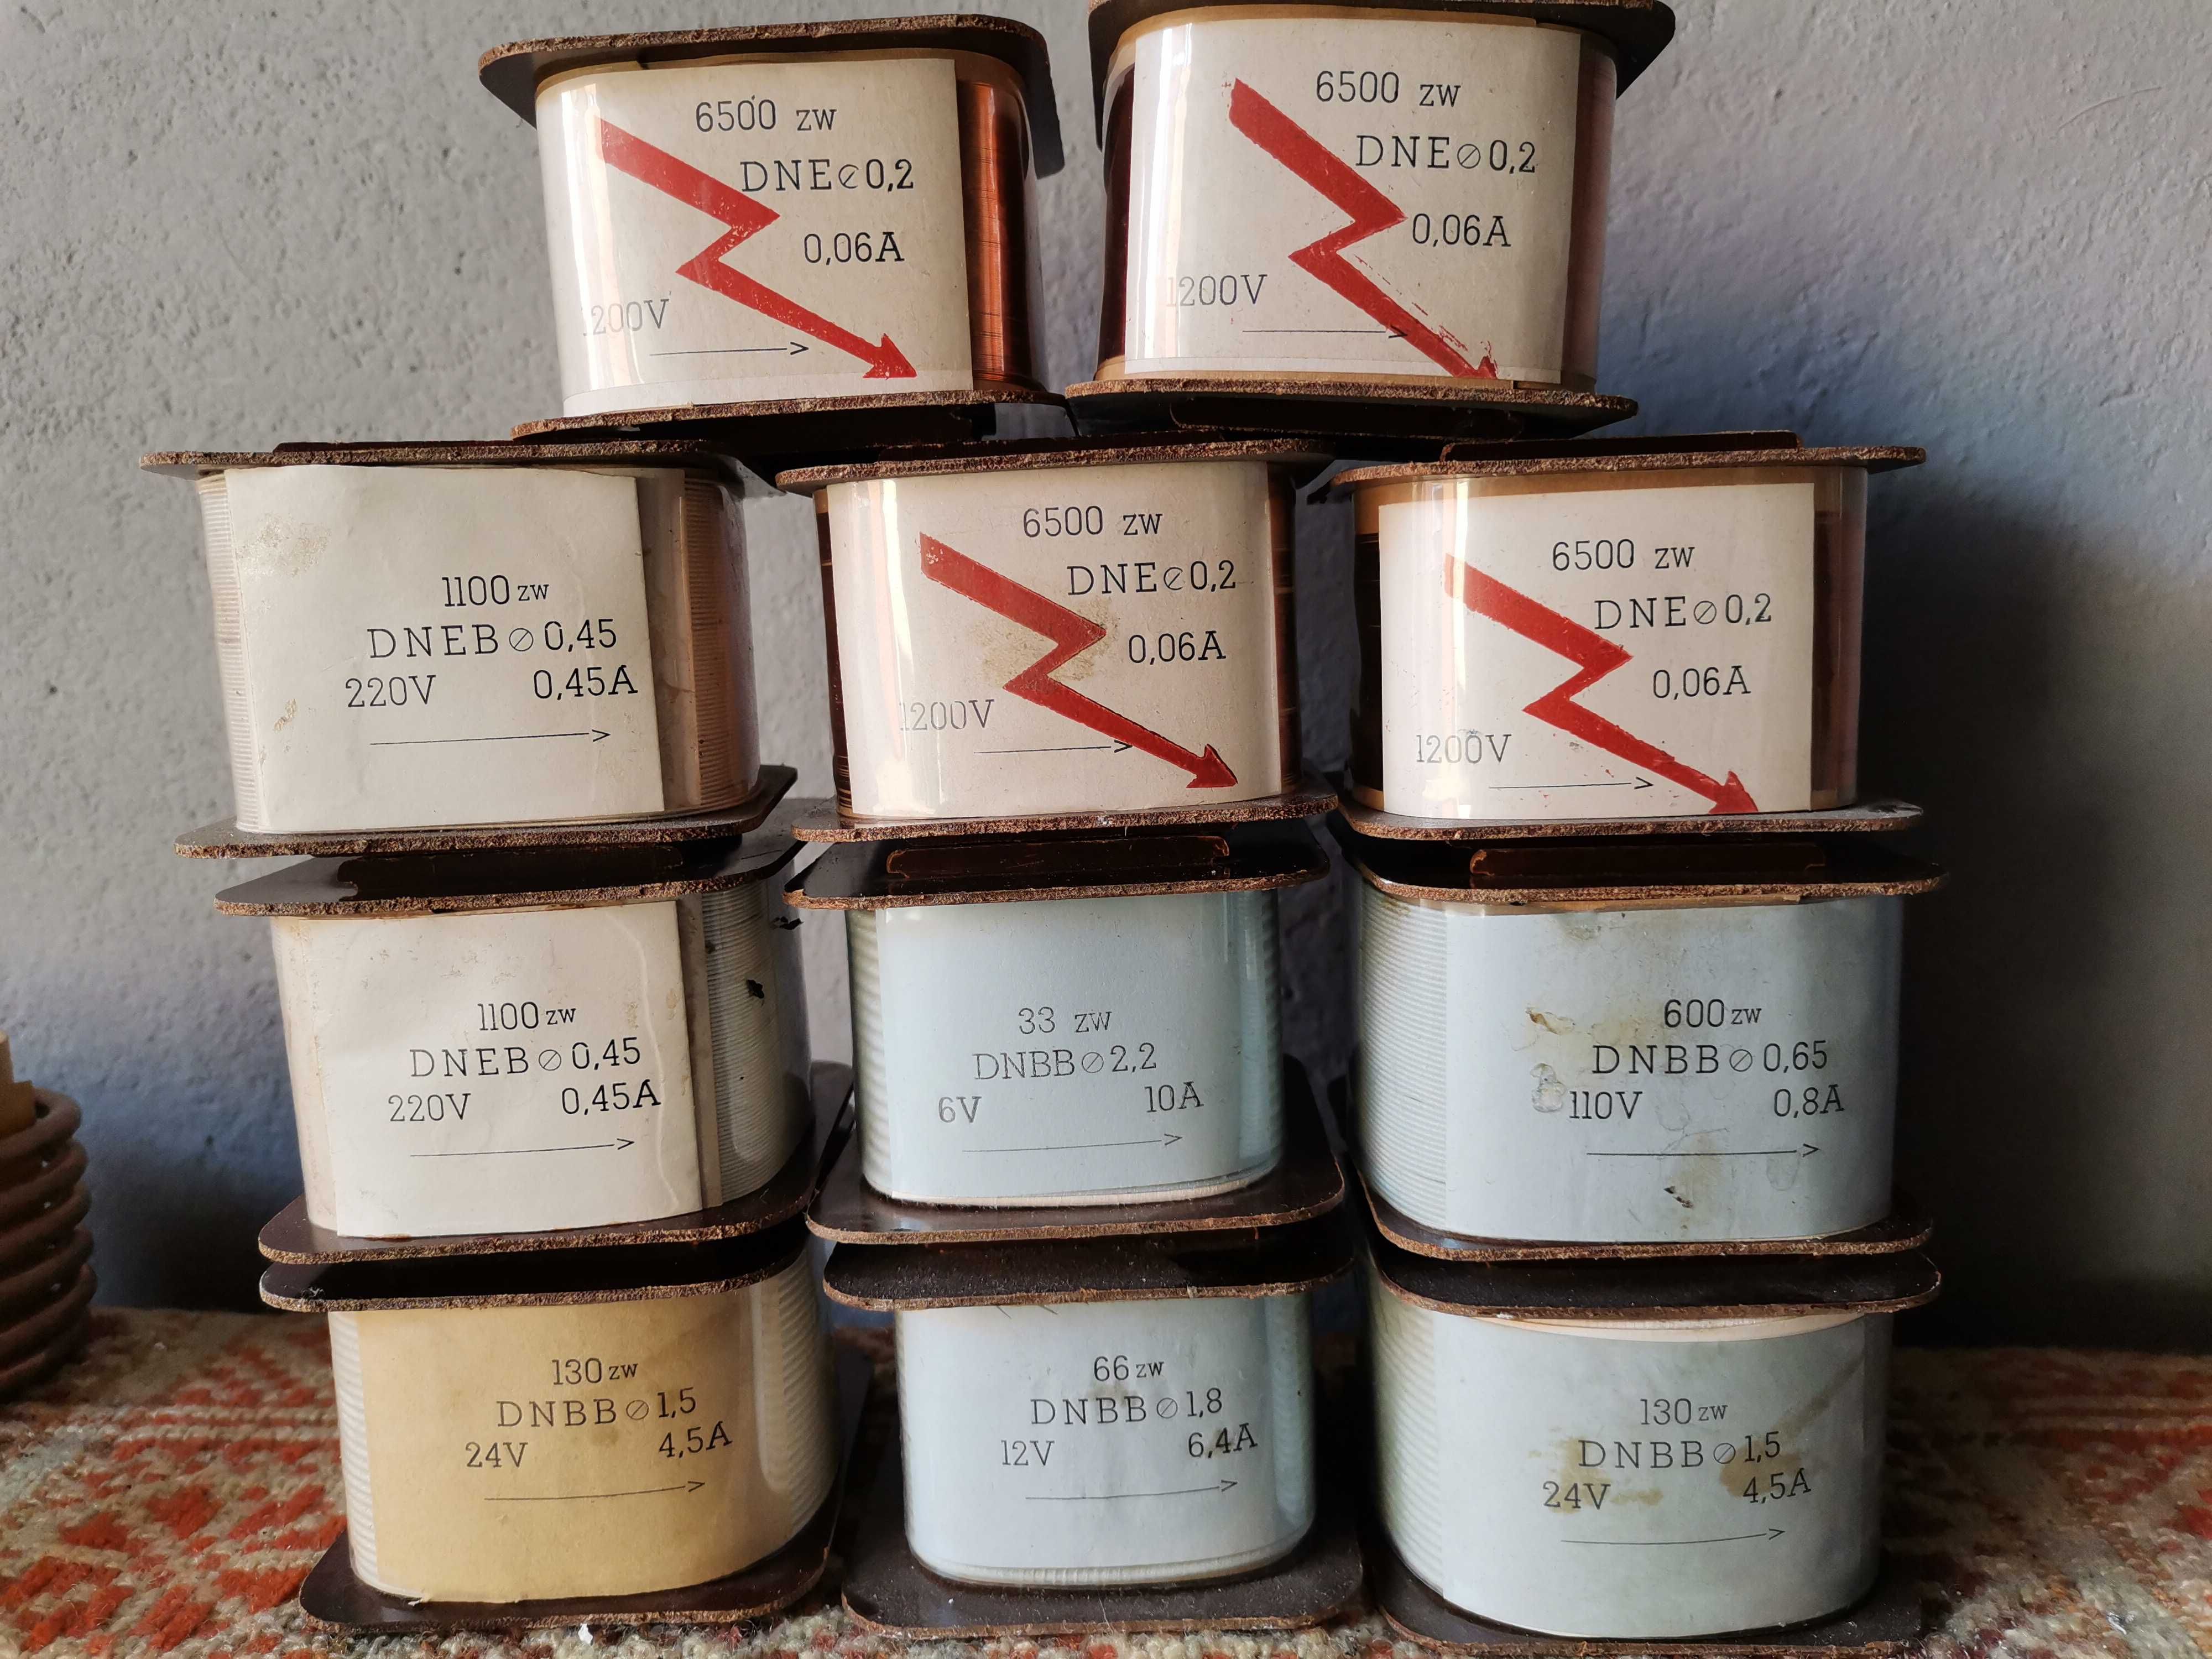 6500 zw
DNE⌀0,2
0,06A
1200V
6500 zw
DNE⌀0,2
0,06A
1200V
1100 zw
DNEB⌀0,45
220V 0,45A
6500 zw
DNE⌀0,2
0,06A
1200V
6500 zw
DNE⌀0,2
0,06A
1200V
1100 zw
DNEB⌀0,45
220V 0,45A
33 zw
DNBB⌀2,2
6V 10A
600 zw
DNBB⌀0,65
110V 0,8A
130 zw
DNBB⌀1,5
24V 4,5A
66 zw
DNBB⌀1,8
12V 6,4A
130 zw
DNBB⌀1,5
24V 4,5A